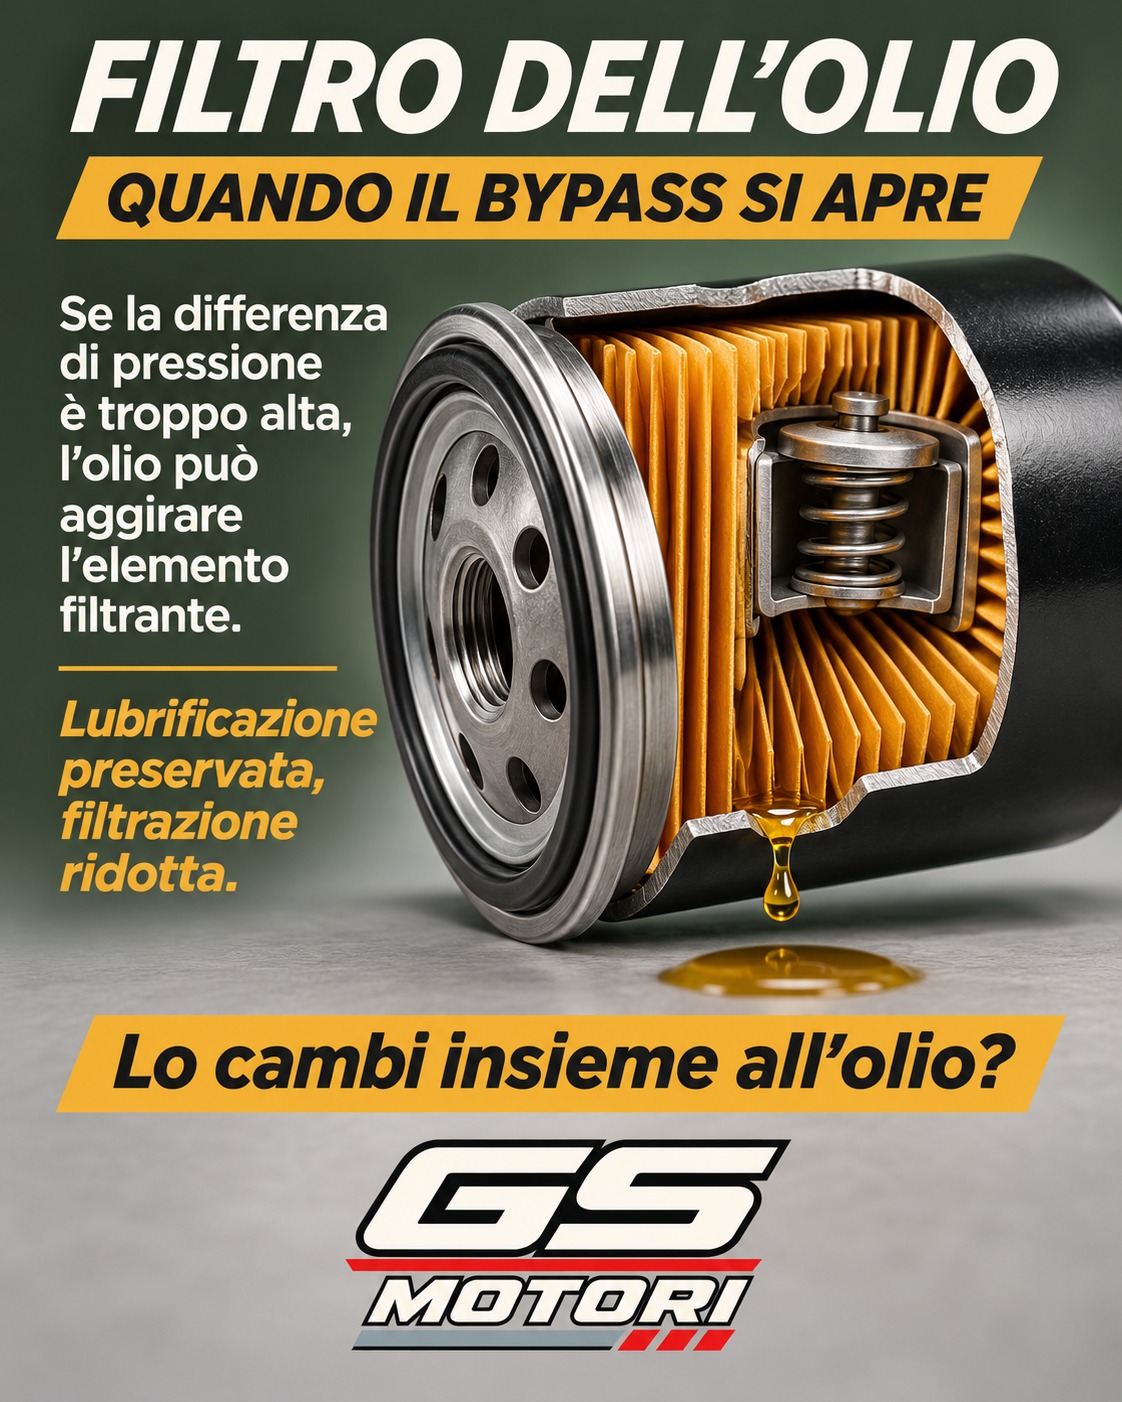 FILTRO DELL’OLIO
QUANDO IL BYPASS SI APRE
Se la differenza
di pressione
è troppo alta,
l’olio può
aggirare
l’elemento
filtrante.
Lubrificazione
preservata,
filtrazione
ridotta.
Lo cambi insieme all’olio?
GS
MOTORI